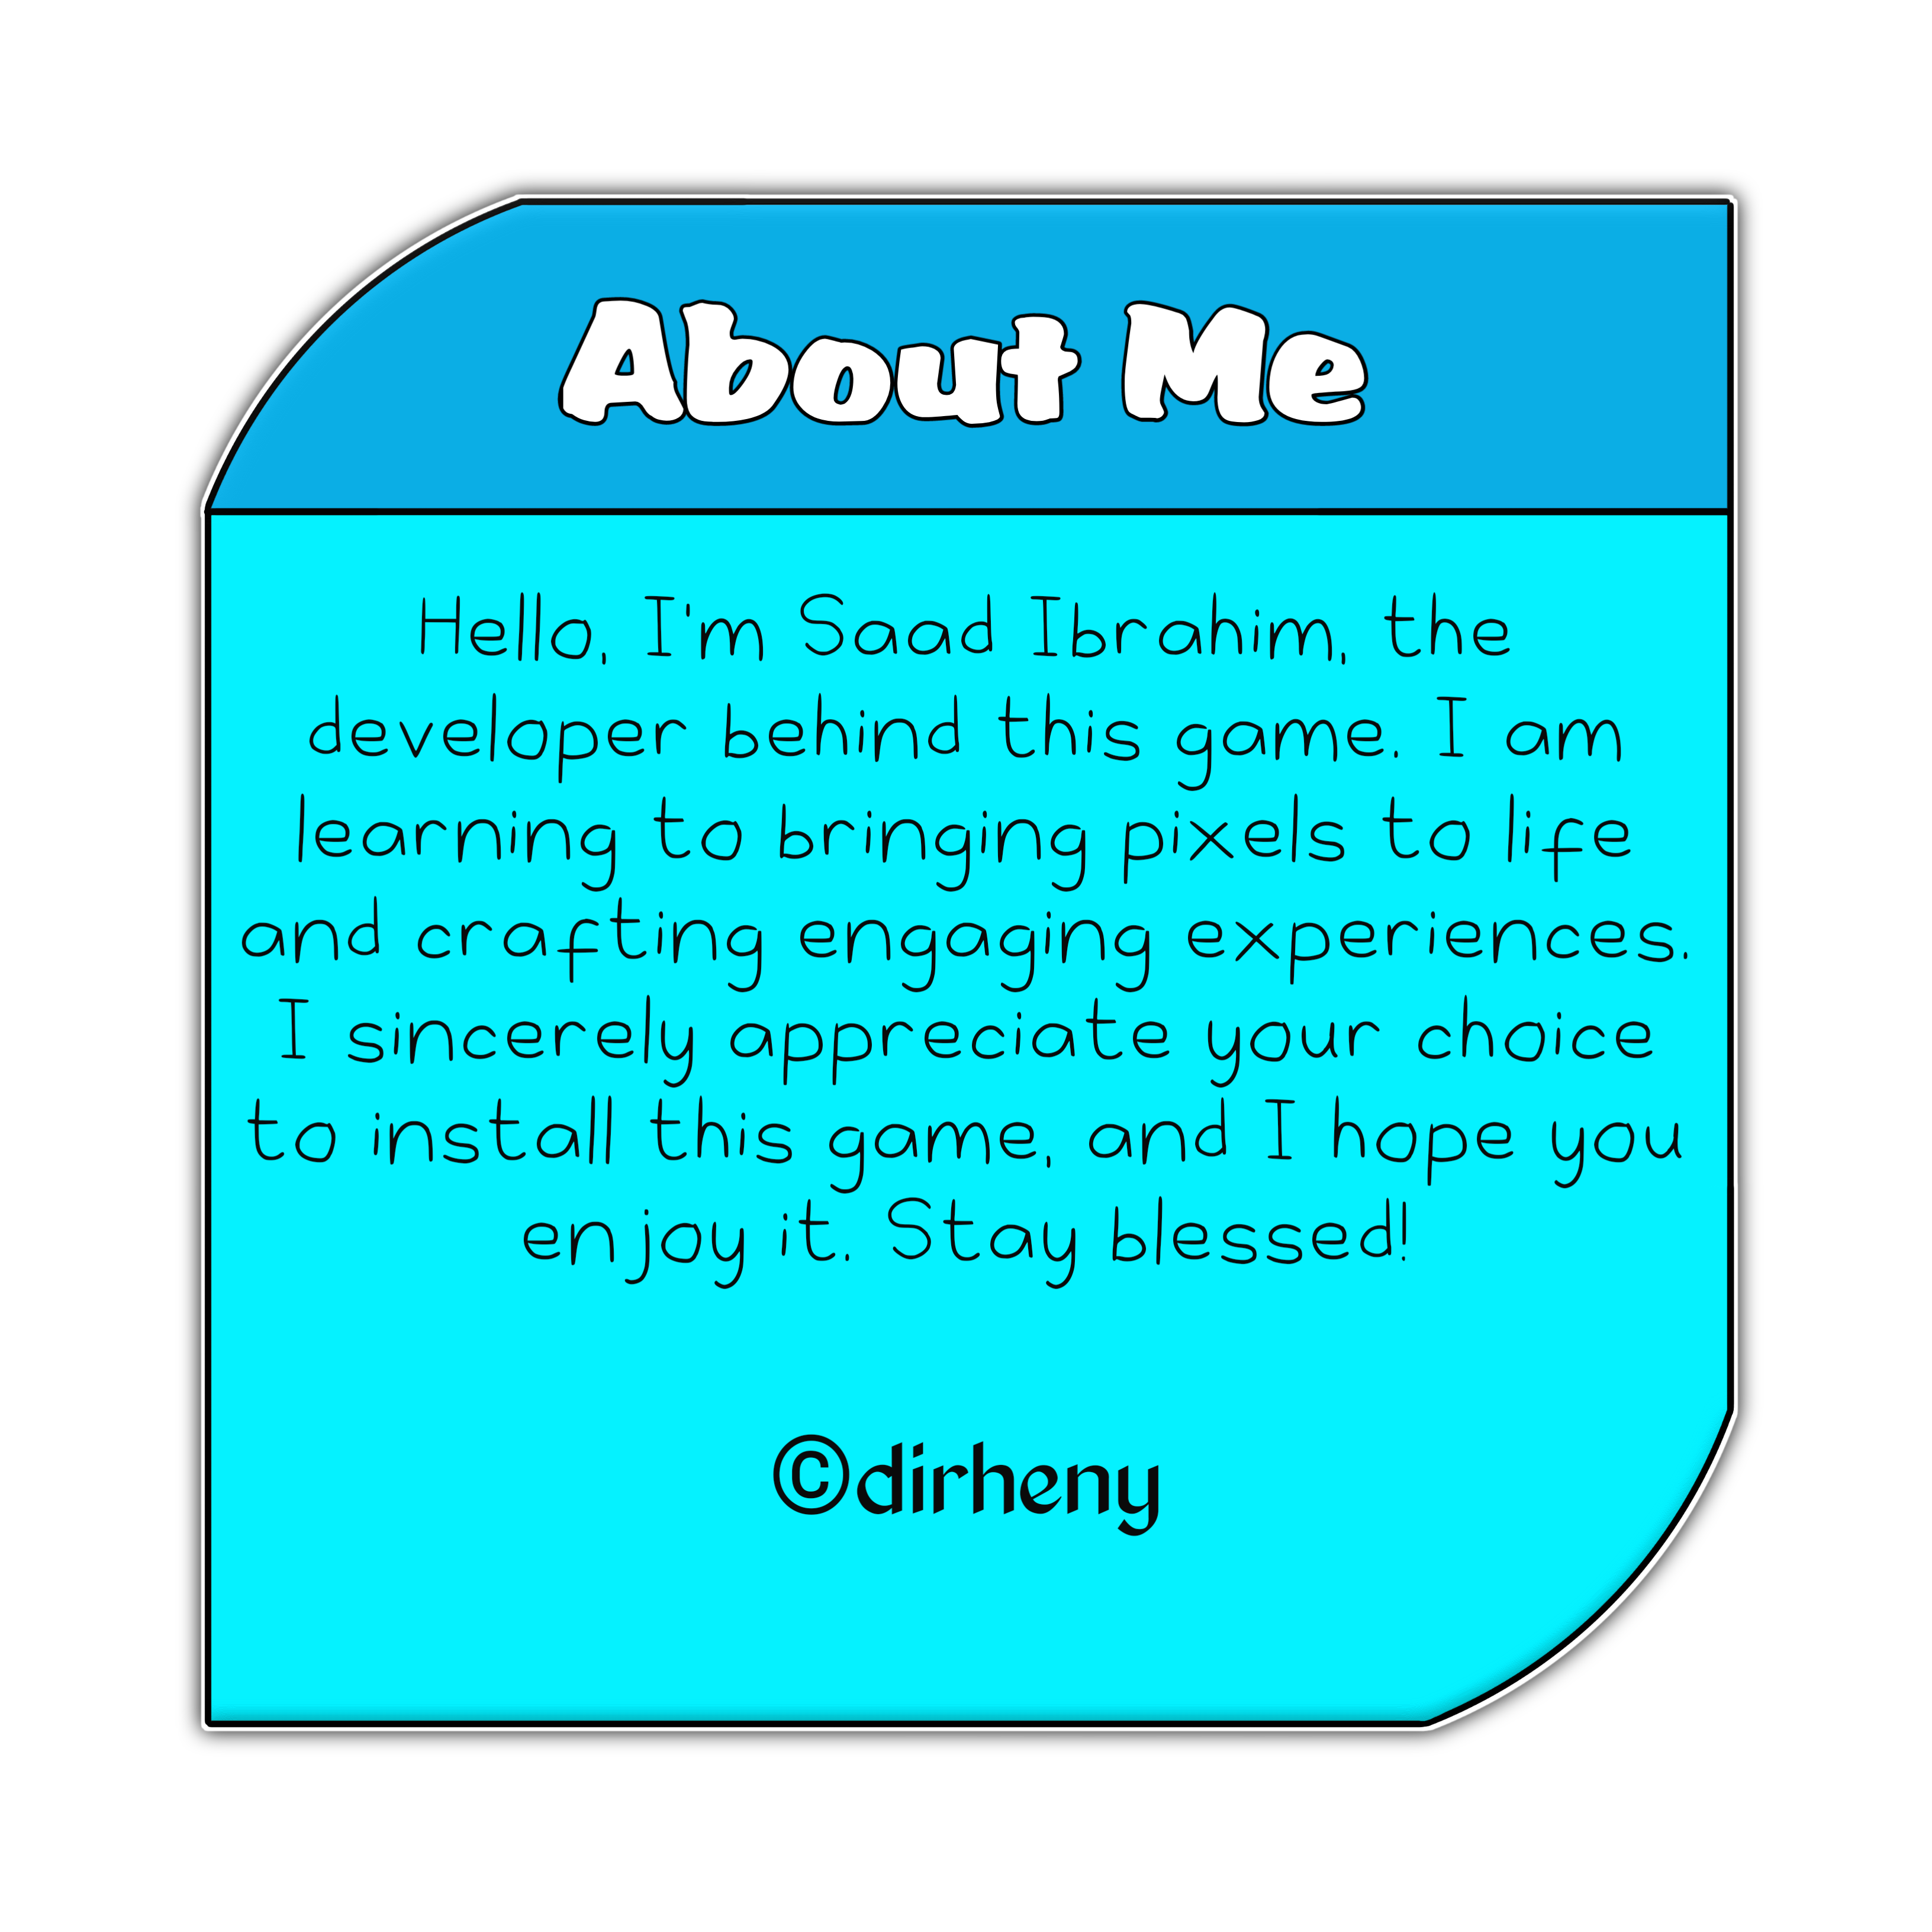 About Me
Hello, I'm Saad Ibrahim, the
developer behind this game. I am
learning to bringing pixels to life
and crafting engaging experiences.
I sincerely appreciate your choice
to install this game, and I hope you
enjoy it. Stay blessed!
©dirheny